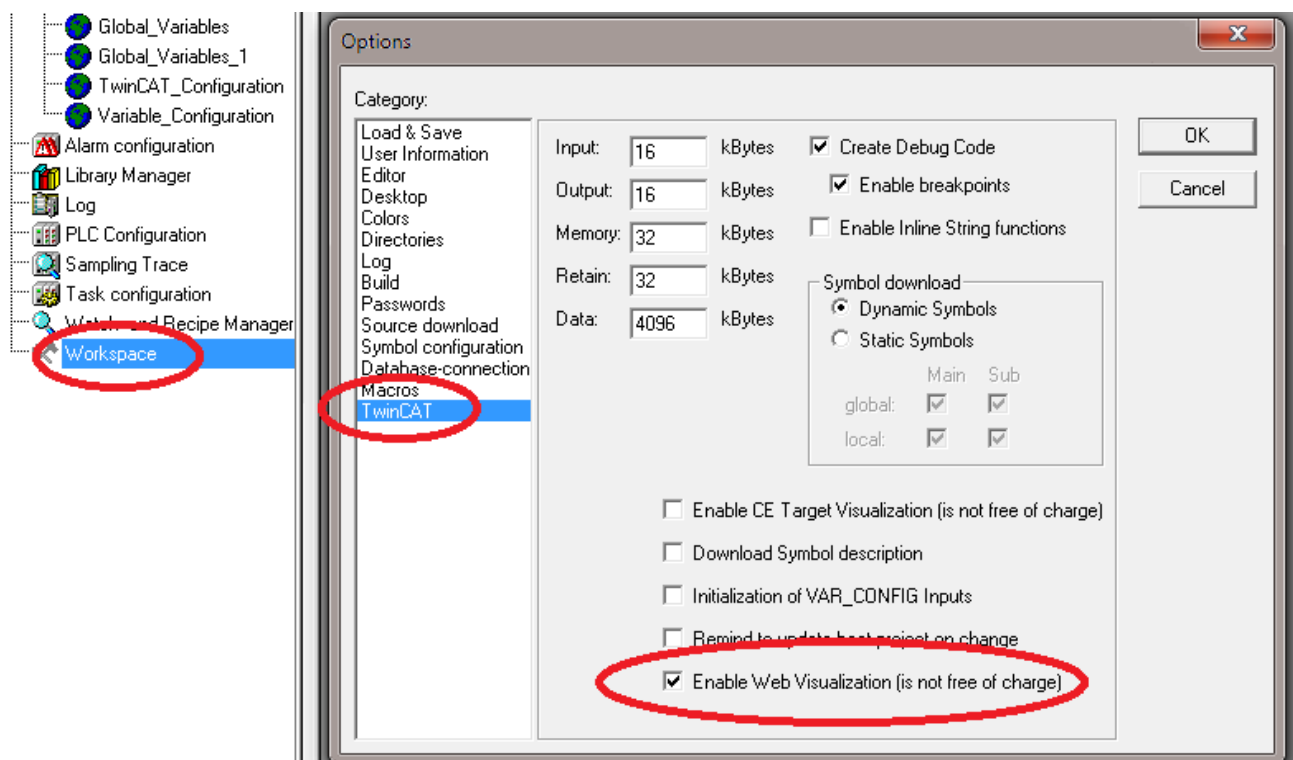 Global_Variables
Global_Variables_1
TwinCAT_Configuration
Variable_Configuration
Alarm configuration
Library Manager
Log
PLC Configuration
Sampling Trace
Task configuration
Watch- and Recipe Manager
Workspace
Options
X
Category:
Load & Save
User Information
Editor
Desktop
Colors
Directories
Log
Build
Passwords
Source download
Symbol configuration
Database-connection
Macros
TwinCAT
Input: 16 kBytes
Output: 16 kBytes
Memory: 32 kBytes
Retain: 32 kBytes
Data: 4096 kBytes
Create Debug Code
Enable breakpoints
Enable Inline String functions
Symbol download
Dynamic Symbols
Static Symbols
Main Sub
global:
local:
Enable CE Target Visualization (is not free of charge)
Download Symbol description
Initialization of VAR_CONFIG Inputs
Remind to update boot project on change
Enable Web Visualization (is not free of charge)
OK
Cancel